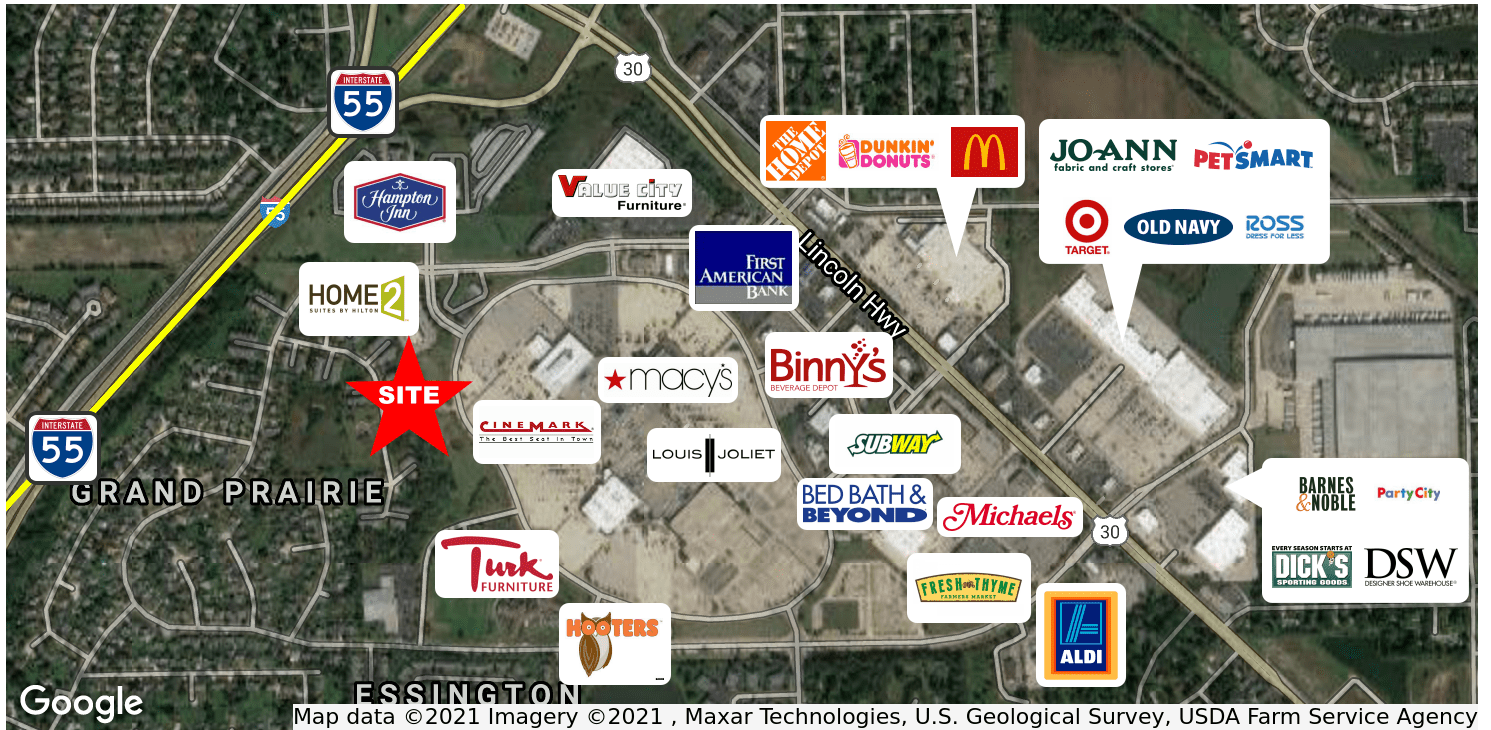 30
INTERSTATE
55
THE
HOME
DEPOT
DUNKIN'
DONUTS
JO-ANN
fabric and craft stores
PETSMART
TARGET
OLD NAVY
ROSS
DRESS FOR LESS
Hampton
Inn
VALUE CITY
Furniture
55
FIRST
AMERICAN
BANK
Lincoln Hwy
HOME2
SUITES BY HILTON
SITE
macy's
Binny's
BEVERAGE DEPOT
CINEMARK
The Best Seat In Town
LOUIS JOLIET
SUBWAY
INTERSTATE
55
GRAND PRAIRIE
BED BATH &
BEYOND
Michaels
30
BARNES
&NOBLE
PartyCity
EVERY SEASON STARTS AT
DICK'S
SPORTING GOODS
DSW
DESIGNER SHOE WAREHOUSE
Turk
FURNITURE
FRESH THYME
FARMERS MARKET
HOOTERS
ALDI
ESSINGTON
Google
Map data ©2021 Imagery ©2021 , Maxar Technologies, U.S. Geological Survey, USDA Farm Service Agency